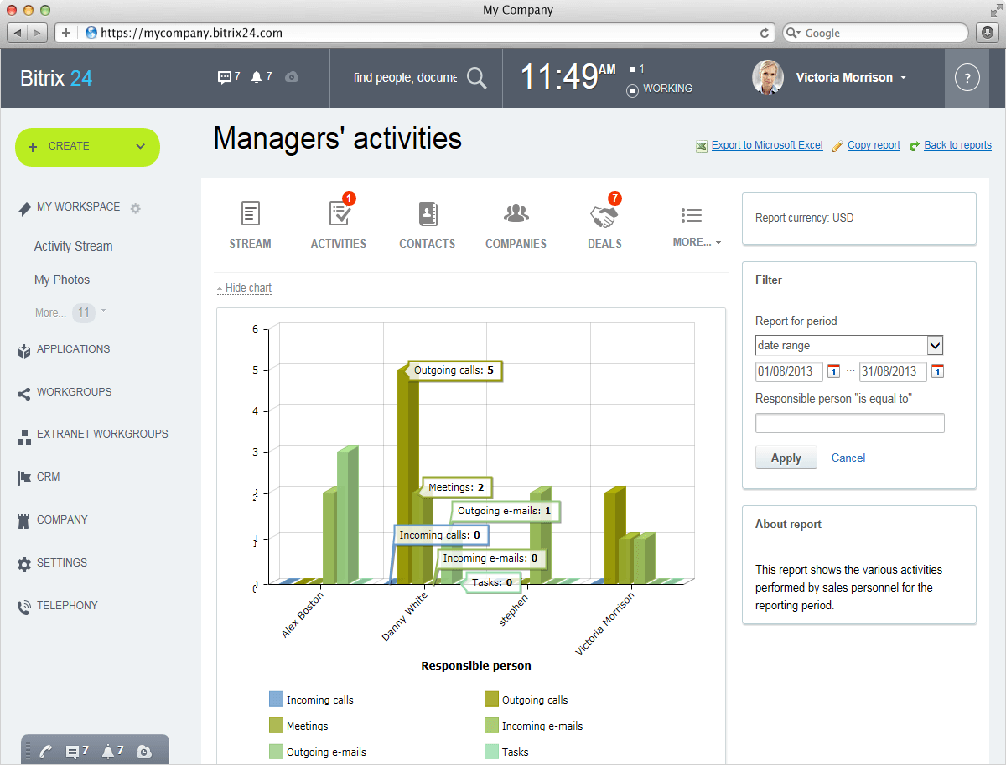 My Company
https://mycompany.bitrix24.com
Google
Bitrix 24
7
7
find people, docume
11:49 AM
1
WORKING
Victoria Morrison
?
+ CREATE
Managers' activities
Export to Microsoft Excel
Copy report
Back to reports
MY WORKSPACE
Activity Stream
My Photos
More... 11
APPLICATIONS
WORKGROUPS
EXTRANET WORKGROUPS
CRM
COMPANY
SETTINGS
TELEPHONY
7
7
STREAM
1
ACTIVITIES
CONTACTS
COMPANIES
7
DEALS
MORE...
Hide chart
6
5
4
3
2
1
0
Outgoing calls: 5
Meetings: 2
Outgoing e-mails: 1
Incoming calls: 0
Incoming e-mails: 0
Tasks: 0
Alex Boston
Danny White
stephen
Victoria Morrison
Responsible person
Incoming calls
Outgoing calls
Meetings
Incoming e-mails
Outgoing e-mails
Tasks
Report currency: USD
Filter
Report for period
date range
01/08/2013 1 ... 31/08/2013 1
Responsible person "is equal to"
Apply
Cancel
About report
This report shows the various activities
performed by sales personnel for the
reporting period.